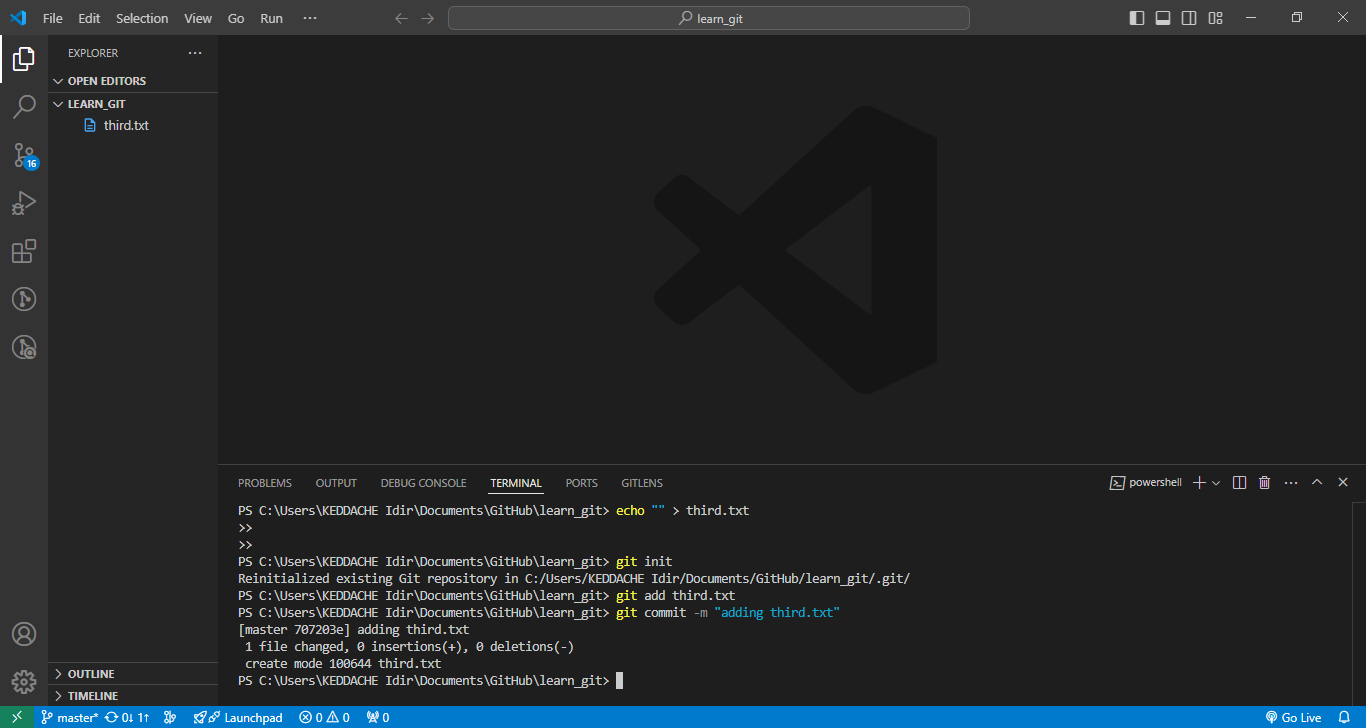 File Edit Selection View Go Run ···
learn_git
EXPLORER ···
OPEN EDITORS
LEARN_GIT
third.txt
16
PROBLEMS OUTPUT DEBUG CONSOLE TERMINAL PORTS GITLENS
powershell
PS C:\Users\KEDDACHE Idir\Documents\GitHub\learn_git> echo "" > third.txt
>>
>>
PS C:\Users\KEDDACHE Idir\Documents\GitHub\learn_git> git init
Reinitialized existing Git repository in C:/Users/KEDDACHE Idir/Documents/GitHub/learn_git/.git/
PS C:\Users\KEDDACHE Idir\Documents\GitHub\learn_git> git add third.txt
PS C:\Users\KEDDACHE Idir\Documents\GitHub\learn_git> git commit -m "adding third.txt"
[master 707203e] adding third.txt
1 file changed, 0 insertions(+), 0 deletions(-)
create mode 100644 third.txt
PS C:\Users\KEDDACHE Idir\Documents\GitHub\learn_git>
OUTLINE
TIMELINE
master* 0↓ 1↑ Launchpad 0 0 0 Go Live